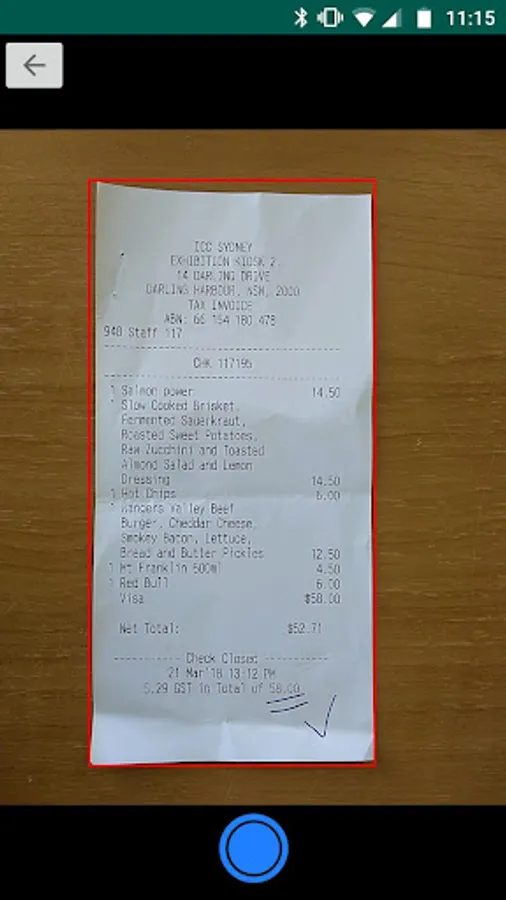 11:15
ICC SYDNEY
EXHIBITION KIOSK 2
14 DARLING DRIVE
DARLING HARBOUR, NSW, 2000
TAX INVOICE
ABN: 66 154 180 478
940 Staff 117
CHK 117195
1 Salmon power 14.50
1 Slow Cooked Brisket,
Fermented Sauerkraut,
Roasted Sweet Potatoes,
Raw Zucchini and Toasted
Almond Salad and Lemon
Dressing 14.50
1 Hot Chips 6.00
1 Rangers Valley Beef
Burger, Cheddar Cheese,
Smokey Bacon, Lettuce,
Bread and Butter Pickles 12.50
1 Mt Franklin 600ml 4.50
1 Red Bull 6.00
Visa $58.00
Net Total: $52.71
----------- Check Closed -----------
21 Mar'18 13:12 PM
5.29 GST in Total of 58.00